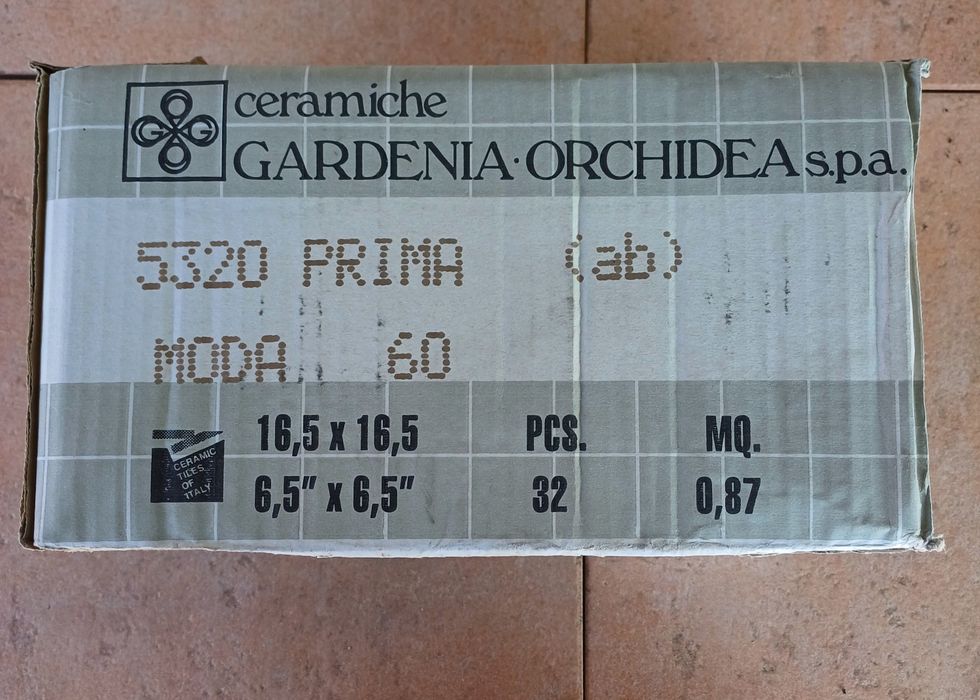 ceramiche
GARDENIA·ORCHIDEA s.p.a.
G G
5320 PRIMA (ab)
MODA 60
CERAMIC
TILES
OF
ITALY
16,5 x 16,5 PCS. MQ.
6,5" x 6,5" 32 0,87